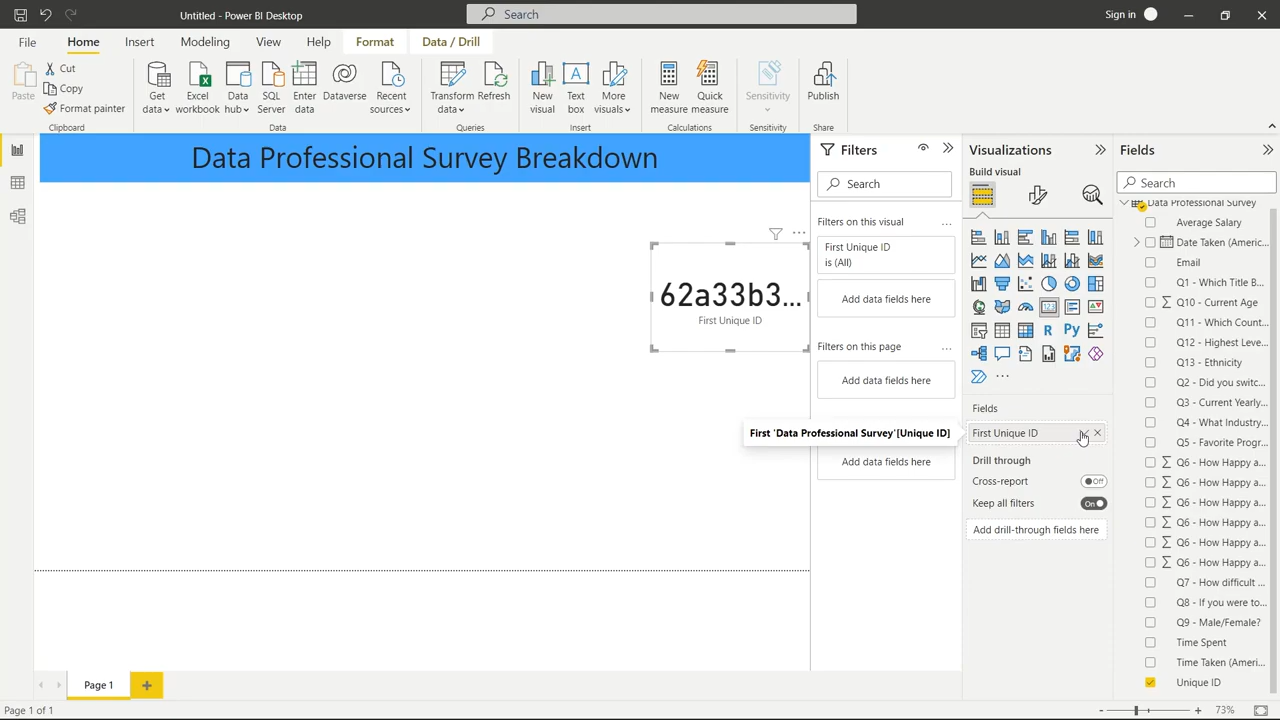 Untitled - Power BI Desktop
Search
Sign in
File
Home
Insert
Modeling
View
Help
Format
Data / Drill
Paste
Cut
Copy
Format painter
Clipboard
Get data
Excel workbook
Data hub
SQL Server
Enter data
Dataverse
Recent sources
Data
Transform data
Refresh
Queries
New visual
Text box
More visuals
Insert
New measure
Quick measure
Calculations
Sensitivity
Sensitivity
Publish
Share
Data Professional Survey Breakdown
62a33b3...
First Unique ID
Filters
Search
Filters on this visual
...
First Unique ID
is (All)
Add data fields here
Filters on this page
...
Add data fields here
First 'Data Professional Survey'[Unique ID]
Add data fields here
Visualizations
Build visual
123
R
Py
Fields
First Unique ID
Drill through
Cross-report
Off
Keep all filters
On
Add drill-through fields here
Fields
Search
Data Professional Survey
Average Salary
Date Taken (Americ...
Email
Q1 - Which Title B...
Q10 - Current Age
Q11 - Which Count...
Q12 - Highest Leve...
Q13 - Ethnicity
Q2 - Did you switc...
Q3 - Current Yearly...
Q4 - What Industry...
Q5 - Favorite Progr...
Q6 - How Happy a...
Q6 - How Happy a...
Q6 - How Happy a...
Q6 - How Happy a...
Q6 - How Happy a...
Q6 - How Happy a...
Q7 - How difficult ...
Q8 - If you were to...
Q9 - Male/Female?
Time Spent
Time Taken (Ameri...
Unique ID
Page 1
Page 1 of 1
73%